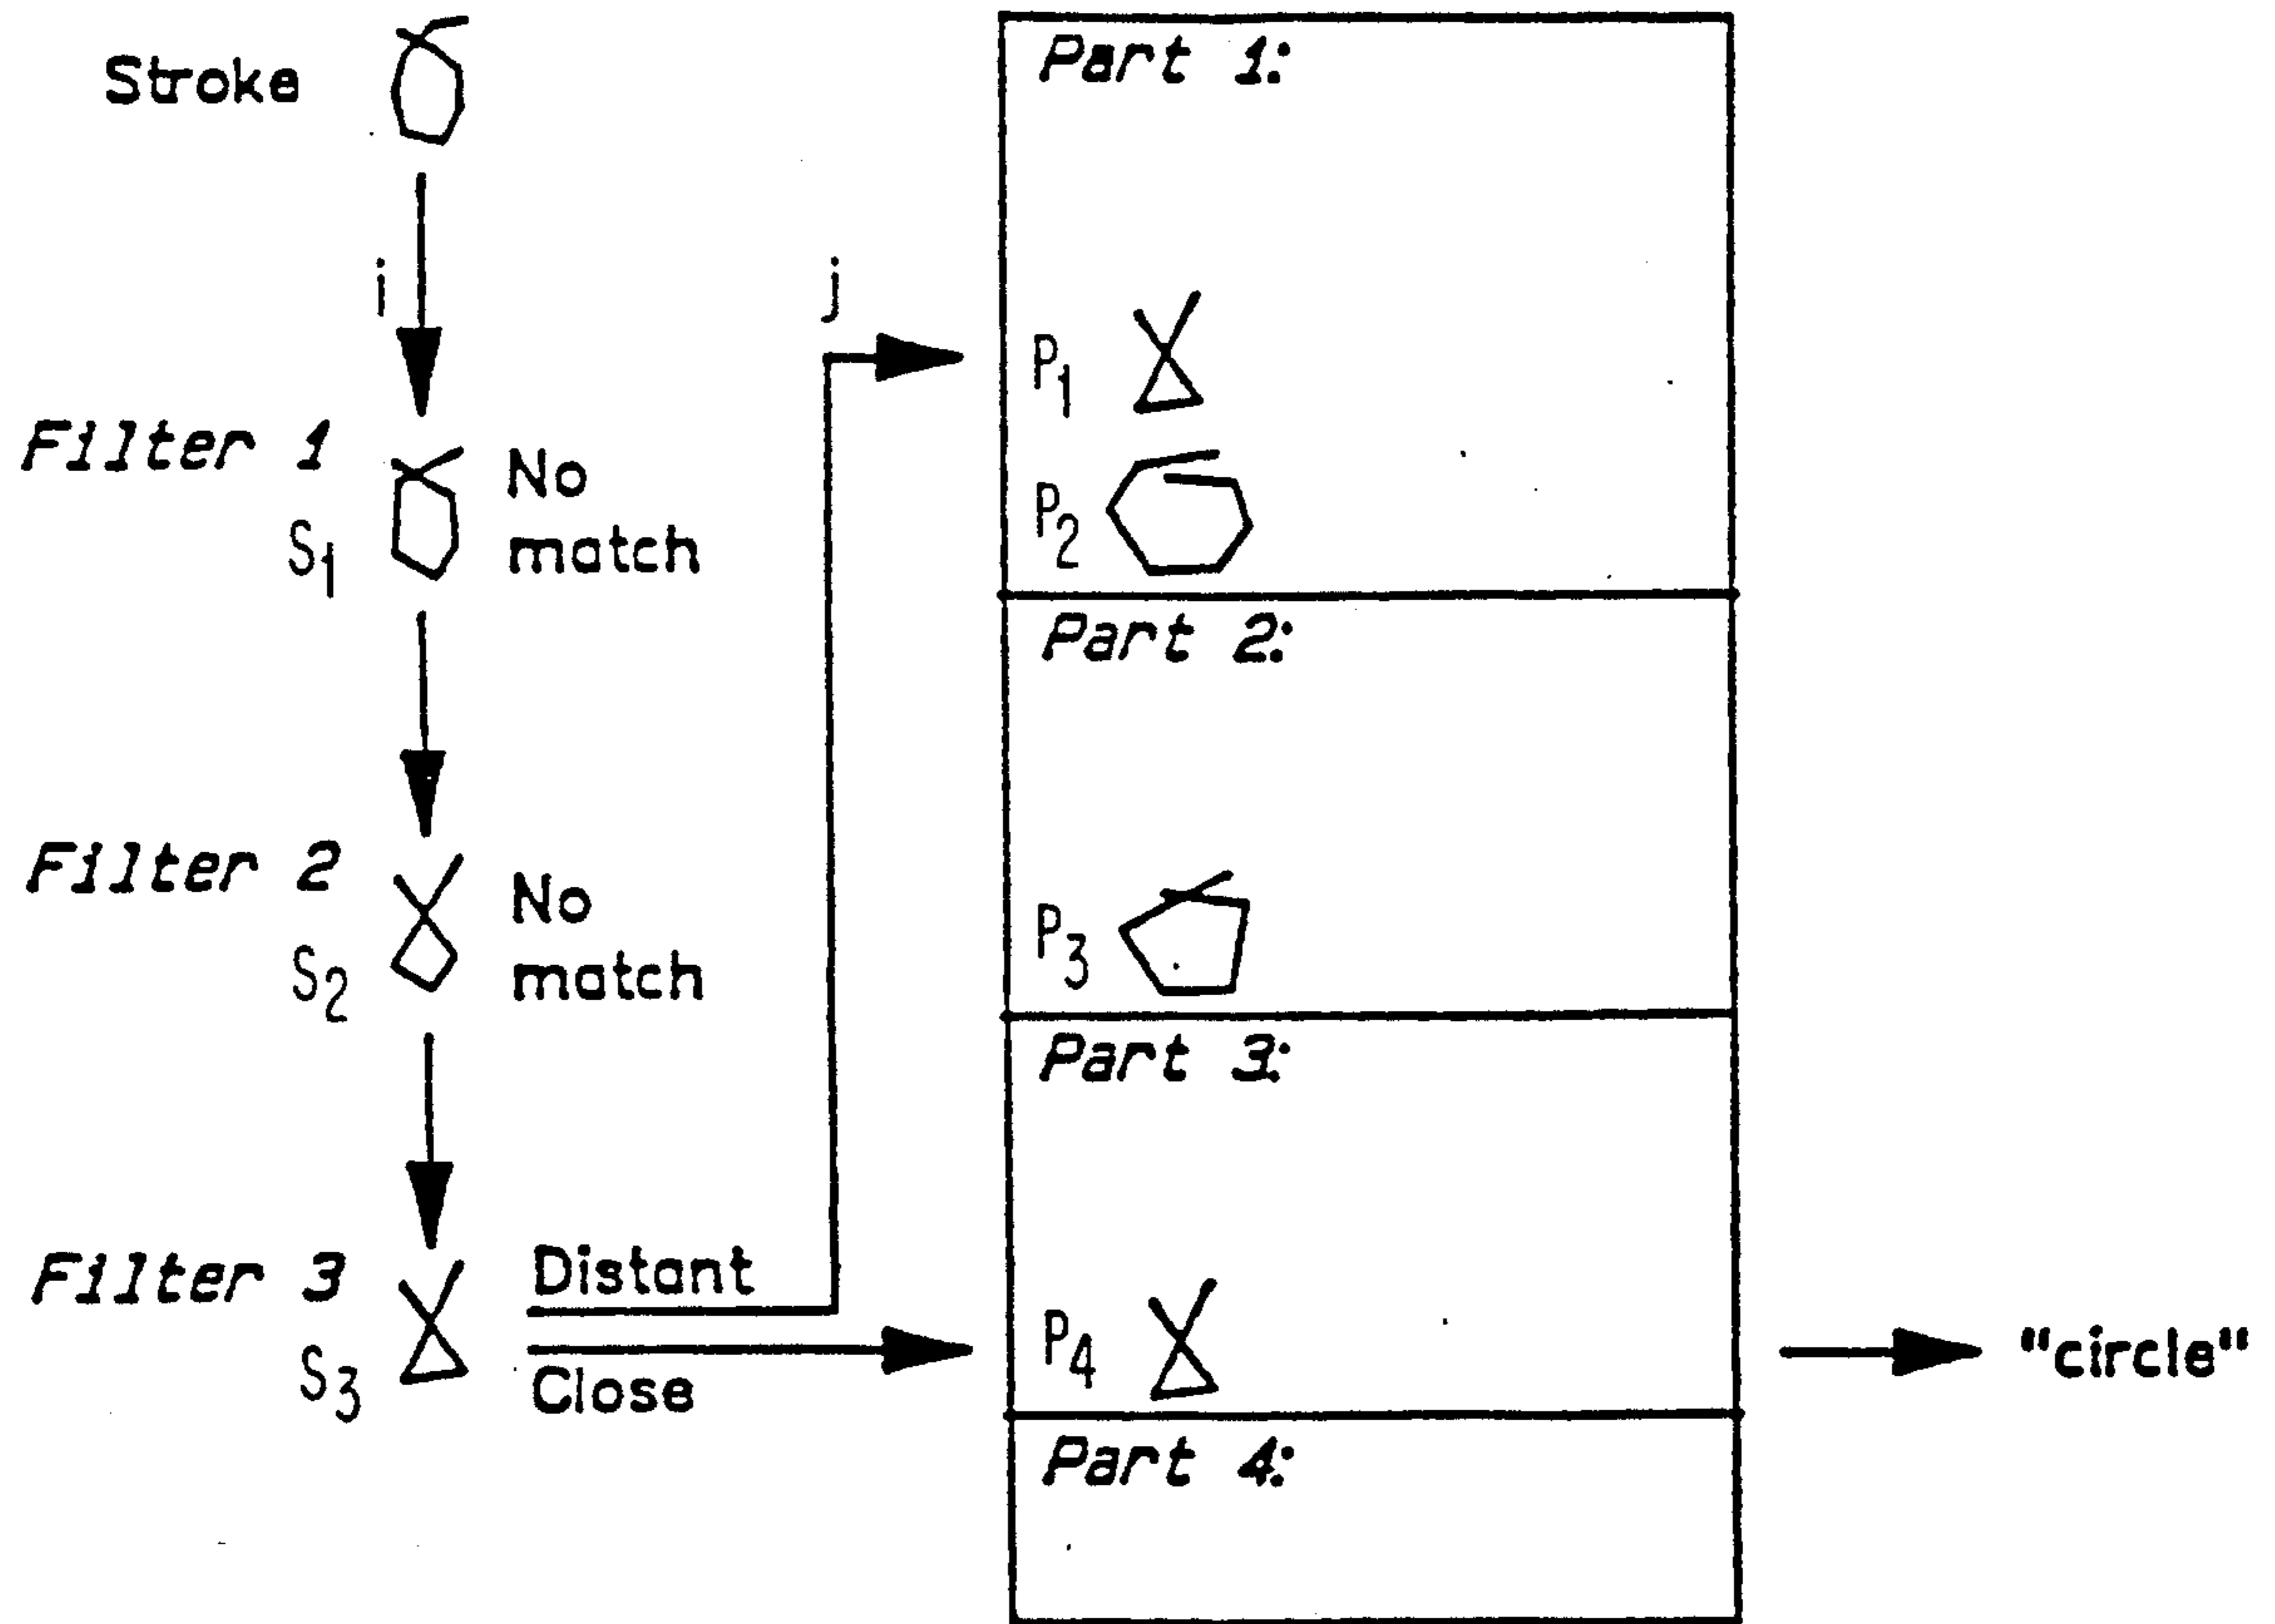 Stroke
i
Filter 1
S1
No
match
Filter 2
S2
No
match
Filter 3
S3
Distant
Close
j
Part 1:
P1
P2
Part 2:
P3
Part 3:
P4
Part 4:
"circle"